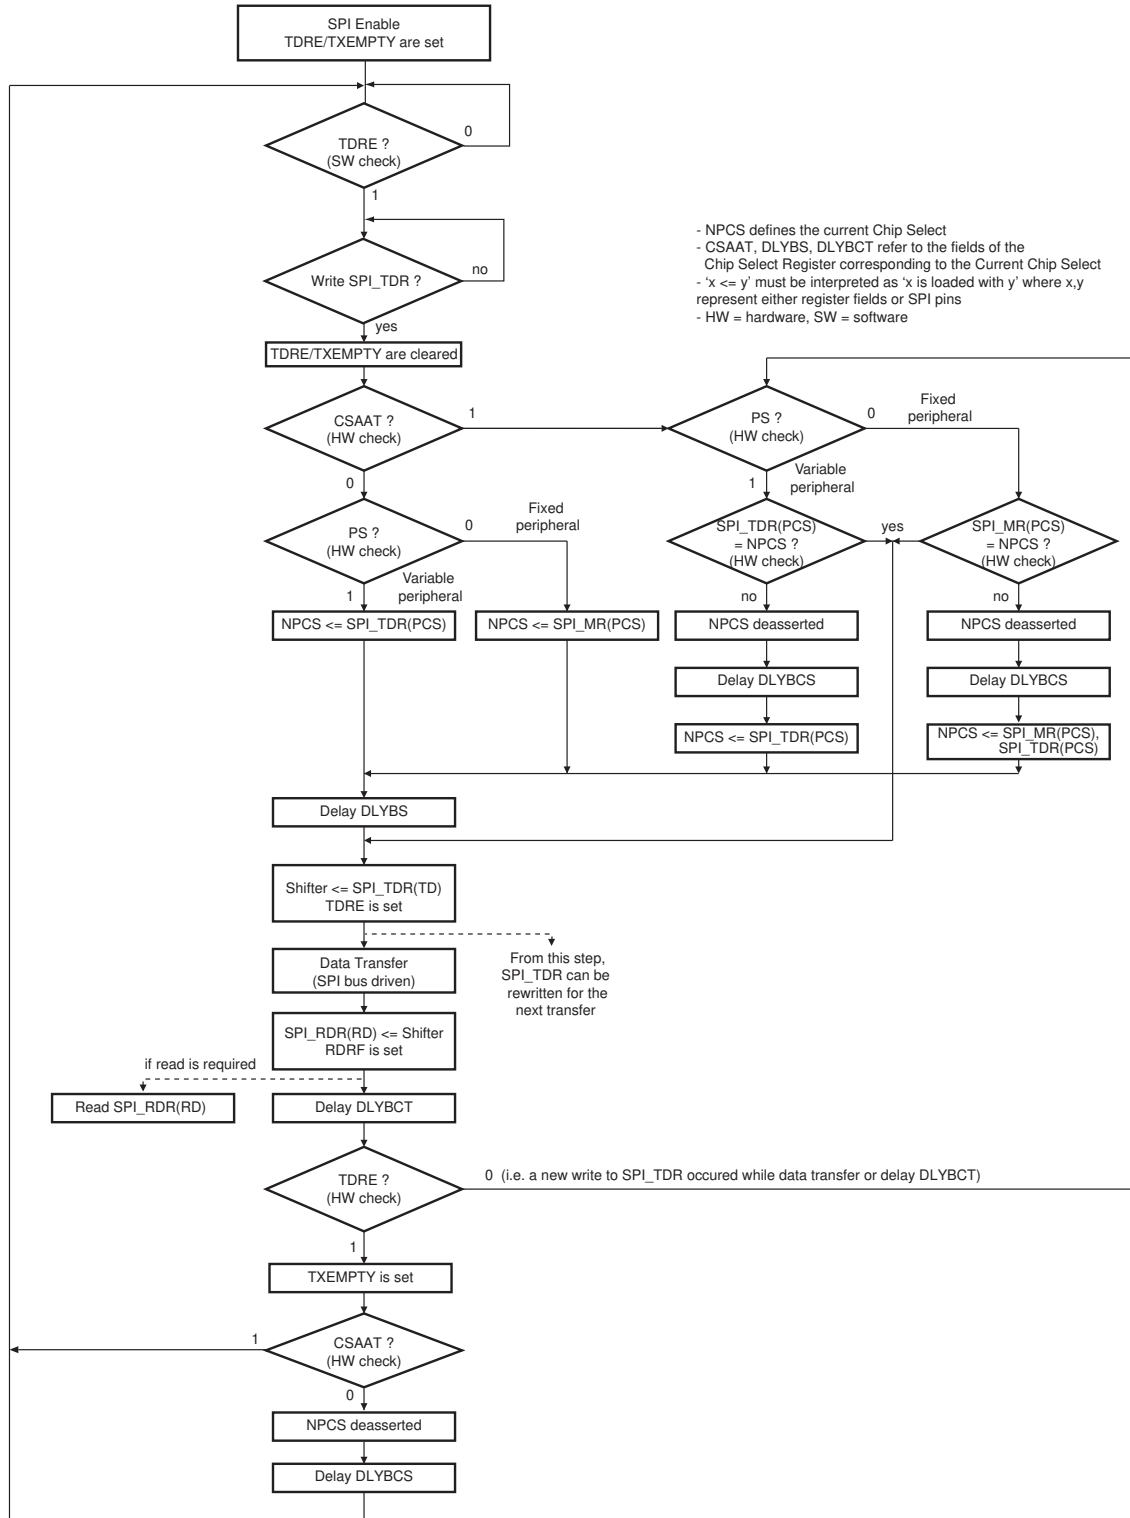 SPI Enable
TDRE/TXEMPTY are set
TDRE ?
(SW check)
0
1
Write SPI_TDR ?
no
yes
TDRE/TXEMPTY are cleared
- NPCS defines the current Chip Select
- CSAAT, DLYBS, DLYBCT refer to the fields of the
Chip Select Register corresponding to the Current Chip Select
- ‘x <= y’ must be interpreted as ‘x is loaded with y’ where x,y
represent either register fields or SPI pins
- HW = hardware, SW = software
CSAAT ?
(HW check)
1
0
PS ?
(HW check)
0
Fixed
peripheral
1
Variable
peripheral
PS ?
(HW check)
0
Fixed
peripheral
1
Variable
peripheral
SPI_TDR(PCS)
= NPCS ?
(HW check)
yes
no
SPI_MR(PCS)
= NPCS ?
(HW check)
no
NPCS <= SPI_TDR(PCS)
NPCS <= SPI_MR(PCS)
NPCS deasserted
NPCS deasserted
Delay DLYBCS
Delay DLYBCS
NPCS <= SPI_TDR(PCS)
NPCS <= SPI_MR(PCS),
SPI_TDR(PCS)
Delay DLYBS
Shifter <= SPI_TDR(TD)
TDRE is set
Data Transfer
(SPI bus driven)
From this step,
SPI_TDR can be
rewritten for the
next transfer
SPI_RDR(RD) <= Shifter
RDRF is set
if read is required
Read SPI_RDR(RD)
Delay DLYBCT
TDRE ?
(HW check)
0 (i.e. a new write to SPI_TDR occured while data transfer or delay DLYBCT)
1
TXEMPTY is set
CSAAT ?
(HW check)
1
0
NPCS deasserted
Delay DLYBCS